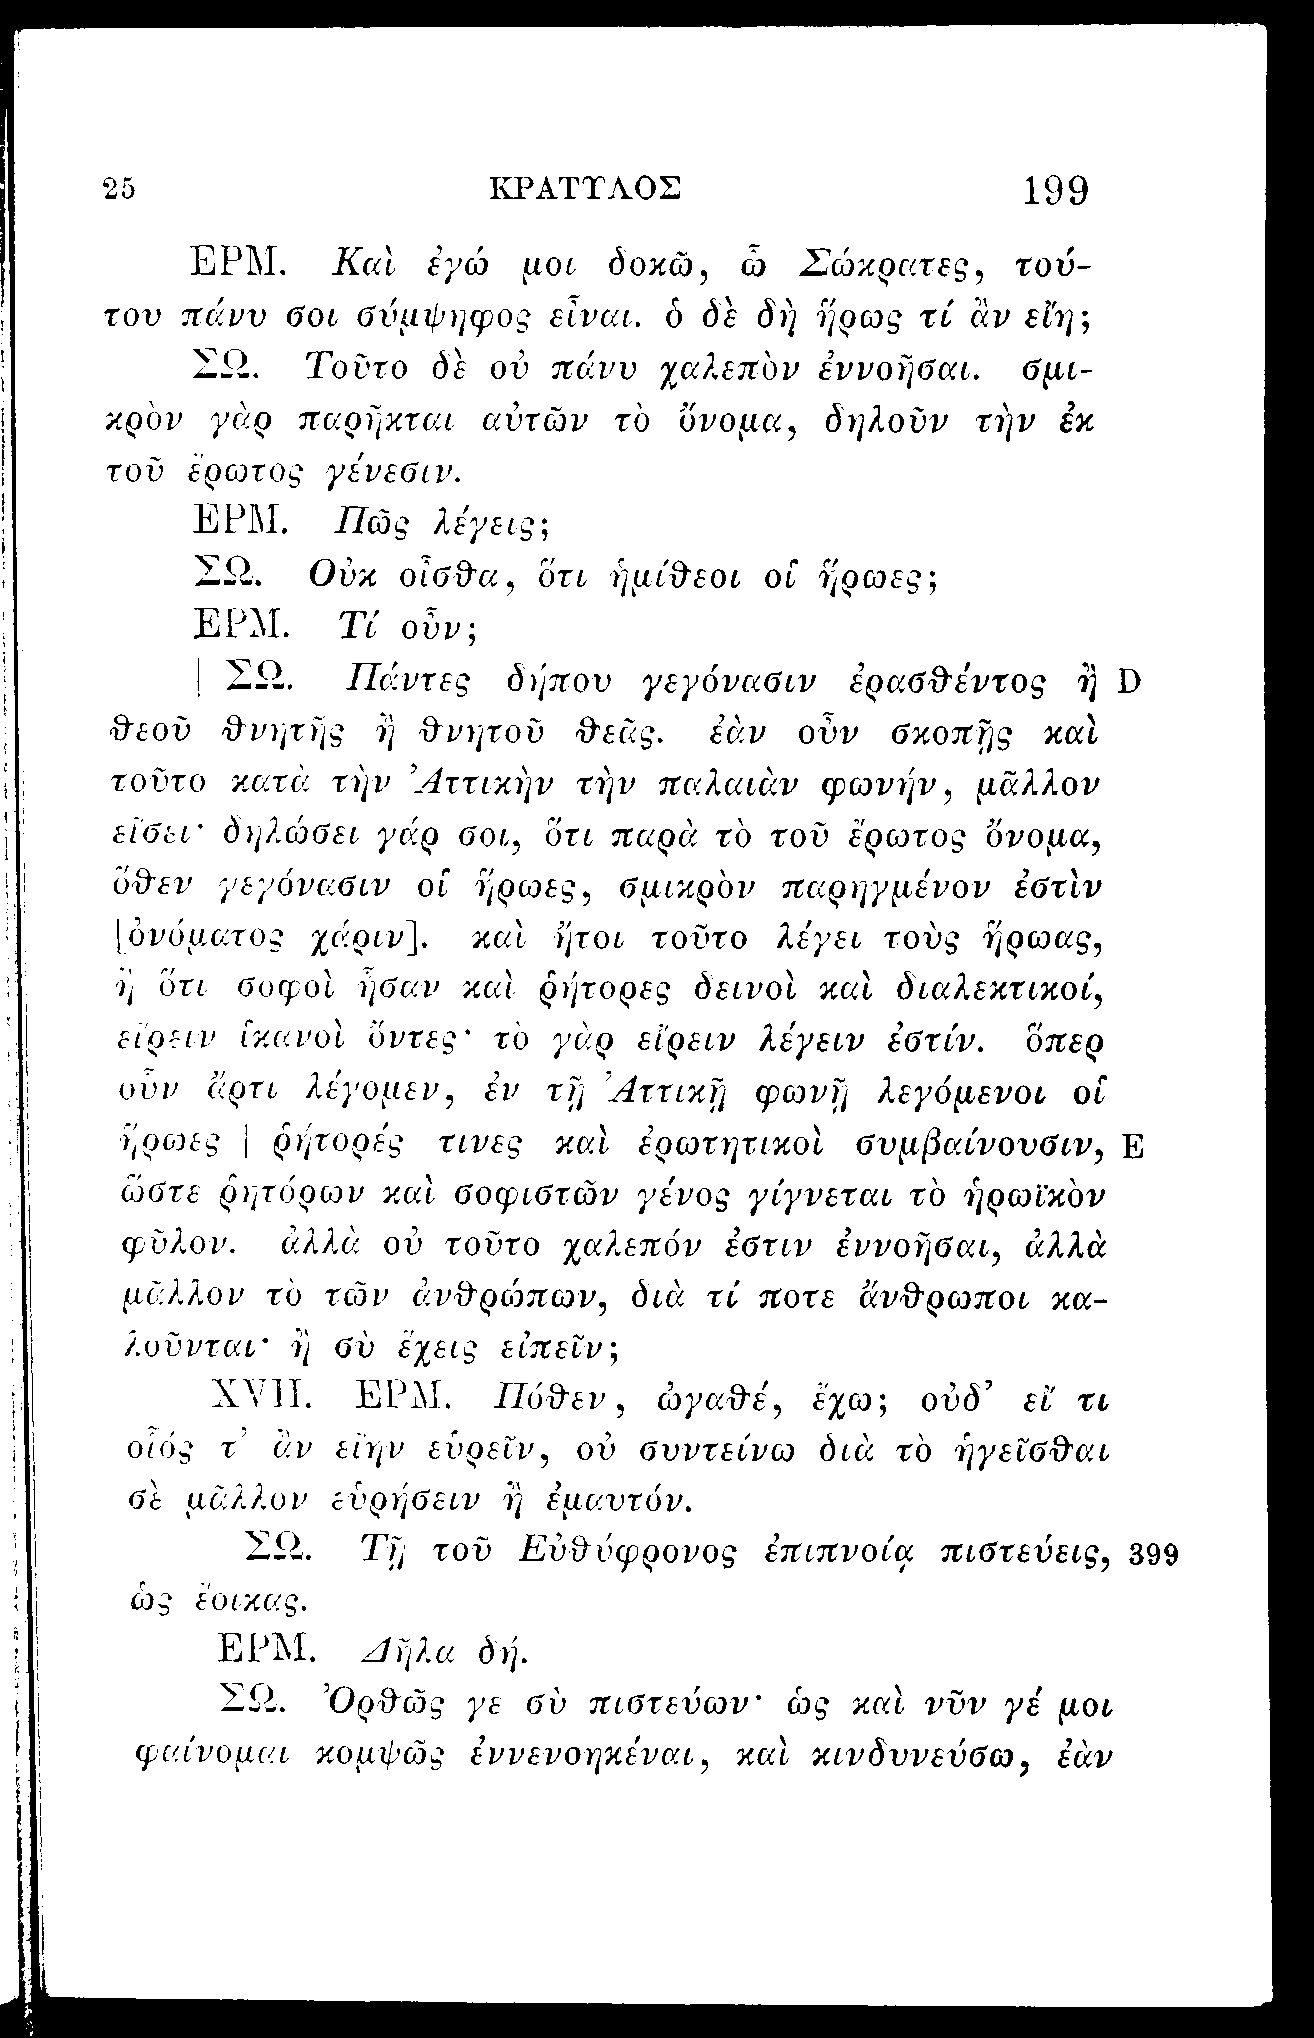 25 ΚΡΑΤΥΛΟΣ 199
ΕΡΜ. Καὶ ἐγώ μοι δοκῶ, ὦ Σώκρατες, τού-
του πάνυ σοι σύμψηφος εἶναι. ὁ δὲ δὴ ἥρως τί ἂν εἴη;
ΣΩ. Τοῦτο δὲ οὐ πάνυ χαλεπὸν ἐννοῆσαι. σμι-
κρὸν γὰρ παρῆκται αὐτῶν τὸ ὄνομα, δηλοῦν τὴν ἐκ
τοῦ ἔρωτος γένεσιν.
ΕΡΜ. Πῶς λέγεις;
ΣΩ. Οὐκ οἶσθα, ὅτι ἡμίθεοι οἱ ἥρωες;
ΕΡΜ. Τί οὖν;
| ΣΩ. Πάντες δήπου γεγόνασιν ἐρασθέντος ἢ D
θεοῦ θνητῆς ἢ θνητοῦ θεᾶς. ἐὰν οὖν σκοπῇς καὶ
τοῦτο κατὰ τὴν Ἀττικὴν τὴν παλαιὰν φωνήν, μᾶλλον
εἴσει· δηλώσει γάρ σοι, ὅτι παρὰ τὸ τοῦ ἔρωτος ὄνομα,
ὅθεν γεγόνασιν οἱ ἥρωες, σμικρὸν παρηγμένον ἐστὶν
[ὀνόματος χάριν]. καὶ ἤτοι τοῦτο λέγει τοὺς ἥρωας,
ἢ ὅτι σοφοὶ ἦσαν καὶ ῥήτορες δεινοὶ καὶ διαλεκτικοί,
εἴρειν ἱκανοὶ ὄντες· τὸ γὰρ εἴρειν λέγειν ἐστίν. ὅπερ
οὖν ἄρτι λέγομεν, ἐν τῇ Ἀττικῇ φωνῇ λεγόμενοι οἱ
ἥρωες | ῥήτορές τινες καὶ ἐρωτητικοὶ συμβαίνουσιν, E
ὥστε ῥητόρων καὶ σοφιστῶν γένος γίγνεται τὸ ἡρωϊκὸν
φῦλον. ἀλλὰ οὐ τοῦτο χαλεπόν ἐστιν ἐννοῆσαι, ἀλλὰ
μᾶλλον τὸ τῶν ἀνθρώπων, διὰ τί ποτε ἄνθρωποι κα-
λοῦνται· ἢ σὺ ἔχεις εἰπεῖν;
XVII. ΕΡΜ. Πόθεν, ὠγαθέ, ἔχω; οὐδ’ εἴ τι
οἷός τ’ ἂν εἴην εὑρεῖν, οὐ συντείνω διὰ τὸ ἡγεῖσθαι
σὲ μᾶλλον εὑρήσειν ἢ ἐμαυτόν.
ΣΩ. Τῇ τοῦ Εὐθύφρονος ἐπιπνοίᾳ πιστεύεις, 399
ὡς ἔοικας.
ΕΡΜ. Δῆλα δή.
ΣΩ. Ὀρθῶς γε σὺ πιστεύων· ὡς καὶ νῦν γέ μοι
φαίνομαι κομψῶς ἐννενοηκέναι, καὶ κινδυνεύσω, ἐὰν